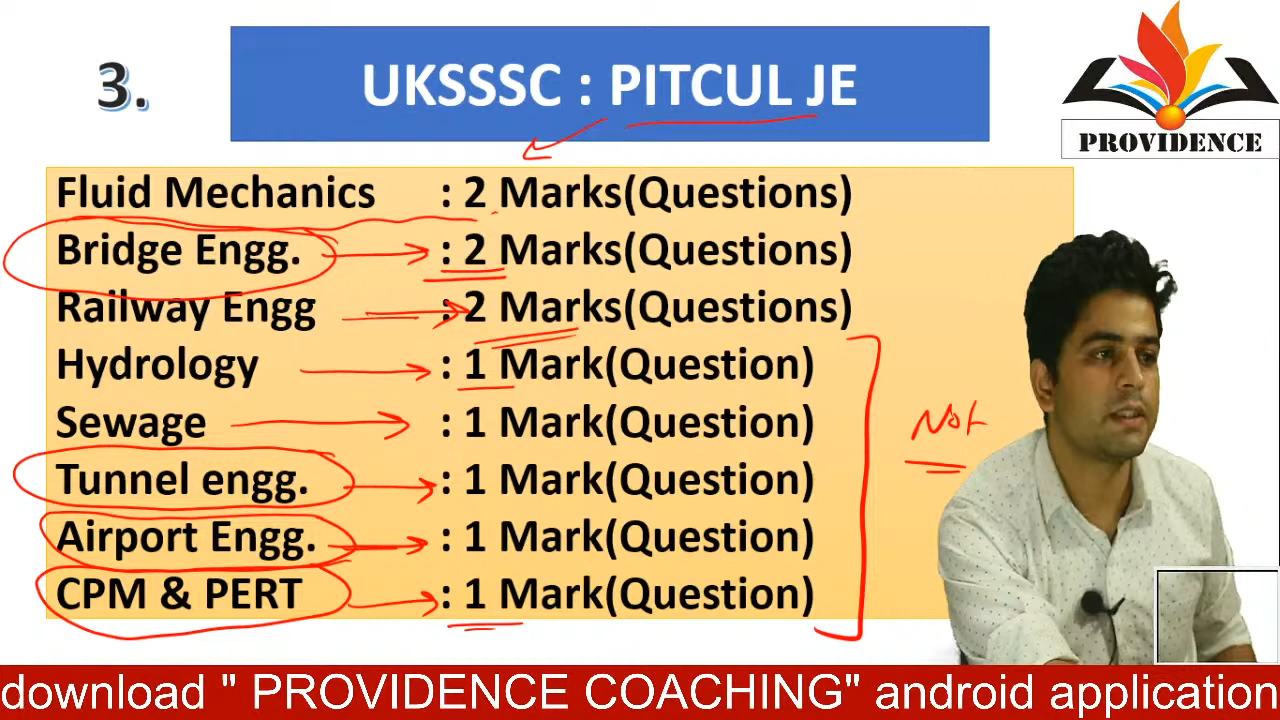 3.
UKSSSC : PITCUL JE
PROVIDENCE
Fluid Mechanics : 2 Marks(Questions)
Bridge Engg. : 2 Marks(Questions)
Railway Engg : 2 Marks(Questions)
Hydrology : 1 Mark(Question)
Sewage : 1 Mark(Question)
Not
Tunnel engg. : 1 Mark(Question)
Airport Engg. : 1 Mark(Question)
CPM & PERT : 1 Mark(Question)
download " PROVIDENCE COACHING" android application